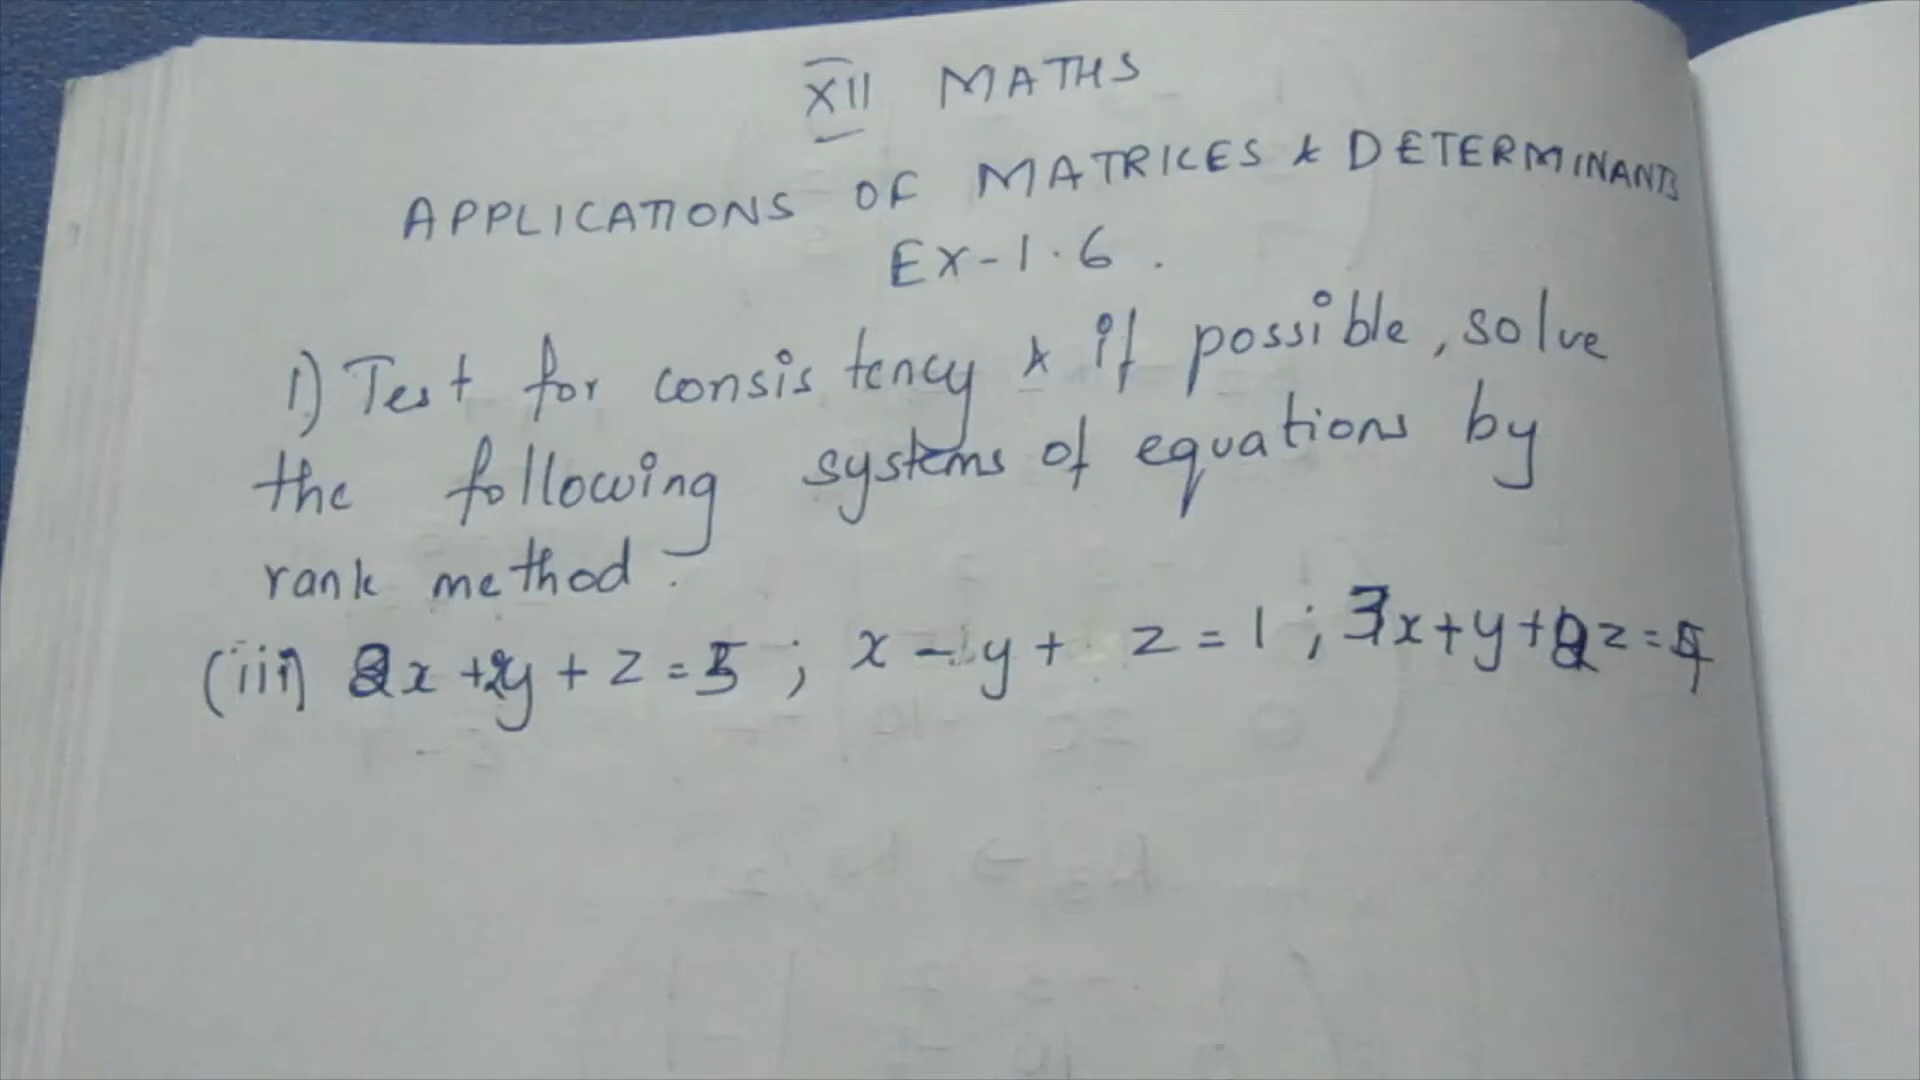 XII MATHS
APPLICATIONS OF MATRICES & DETERMINANTS
EX-1.6.
1) Test for consistency & if possible, solve
the following systems of equations by
rank method.
(iii) 2x +2y + z = 5 ; x - y + z = 1 ; 3x+y+2z=4